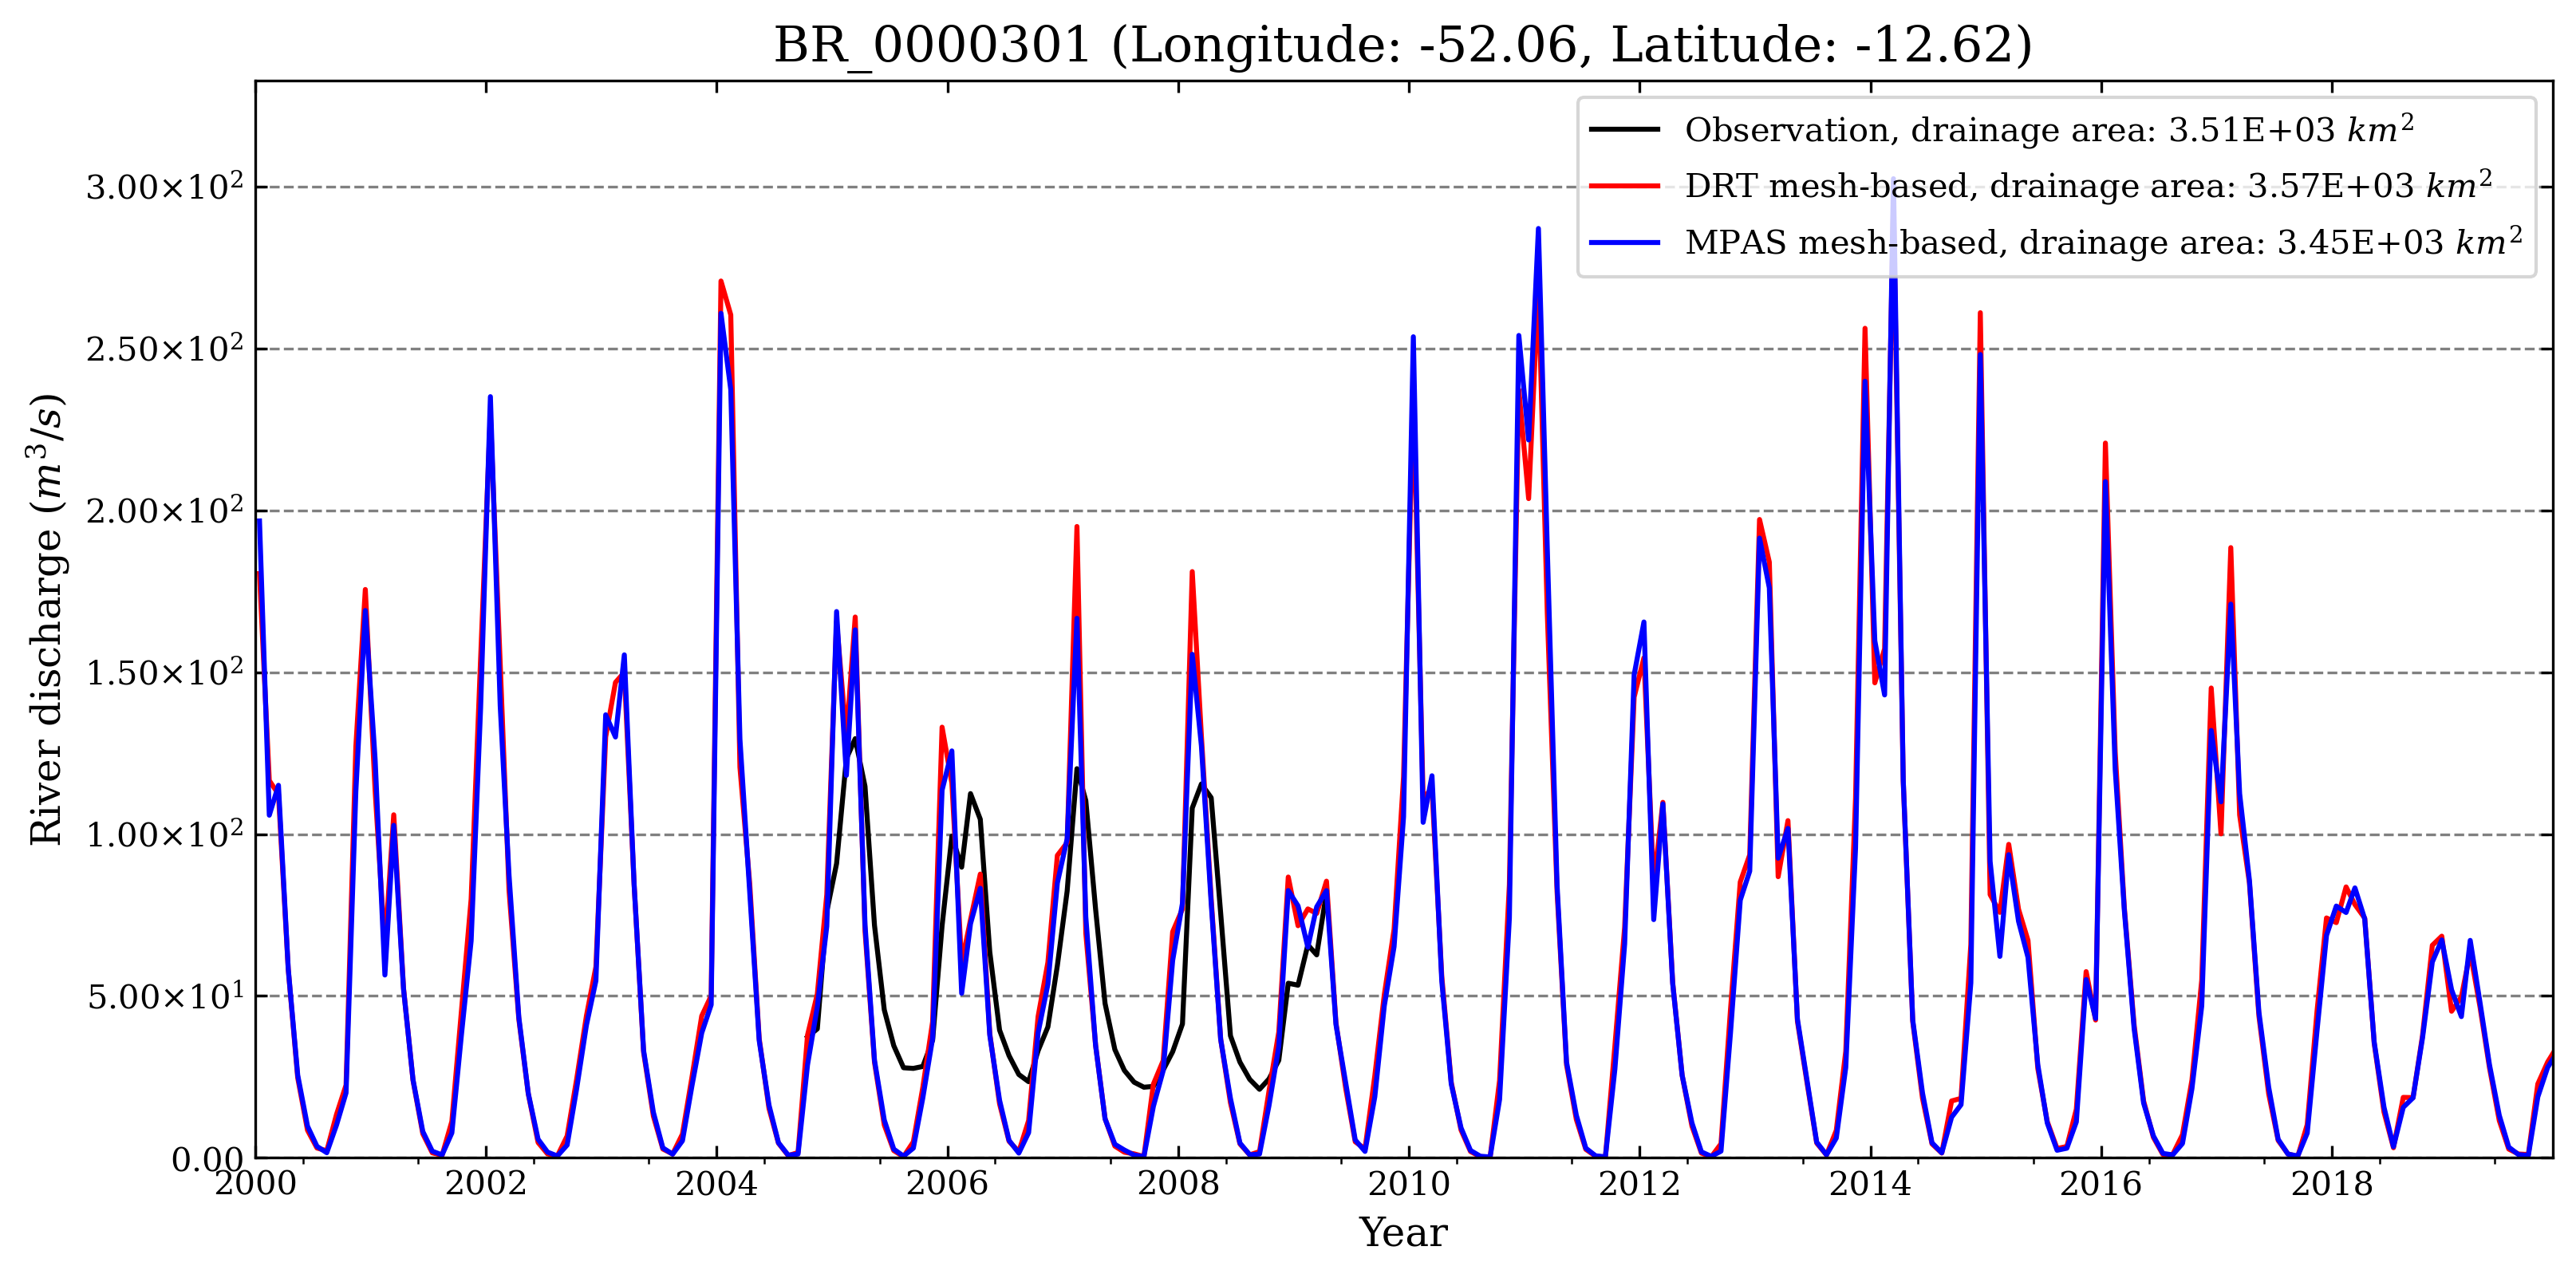 BR_0000301 (Longitude: -52.06, Latitude: -12.62)
Observation, drainage area: 3.51E+03 km²
DRT mesh-based, drainage area: 3.57E+03 km²
MPAS mesh-based, drainage area: 3.45E+03 km²
River discharge (m³/s)
3.00×10²
2.50×10²
2.00×10²
1.50×10²
1.00×10²
5.00×10¹
0.00
2000 2002 2004 2006 2008 2010 2012 2014 2016 2018
Year